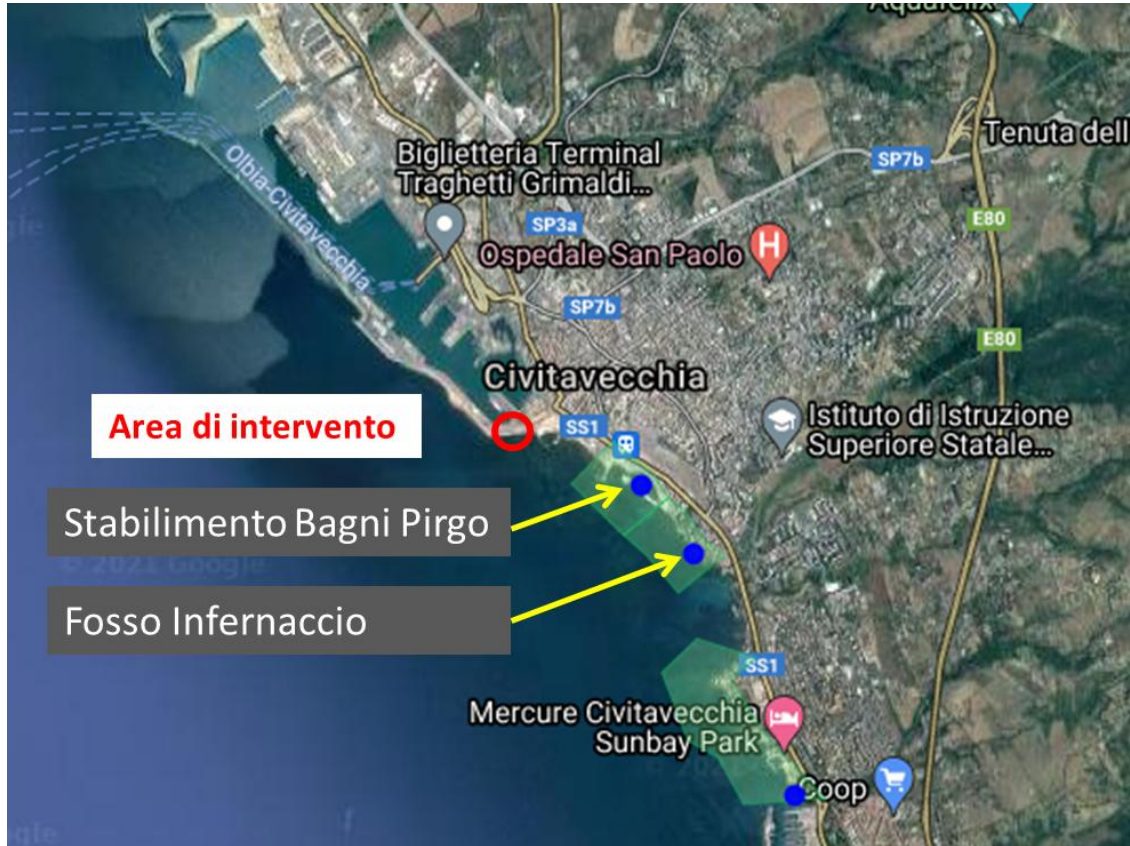 Aquafelix
Tenuta dell
Biglietteria Terminal
Traghetti Grimaldi...
SP7b
Olbia-Civitavecchia
SP3a
E80
Ospedale San Paolo
H
SP7b
E80
Civitavecchia
Area di intervento
SS1
Istituto di Istruzione
Superiore Statale...
Stabilimento Bagni Pirgo
© 2021 Google
Fosso Infernaccio
SS1
Mercure Civitavecchia
Sunbay Park
Coop